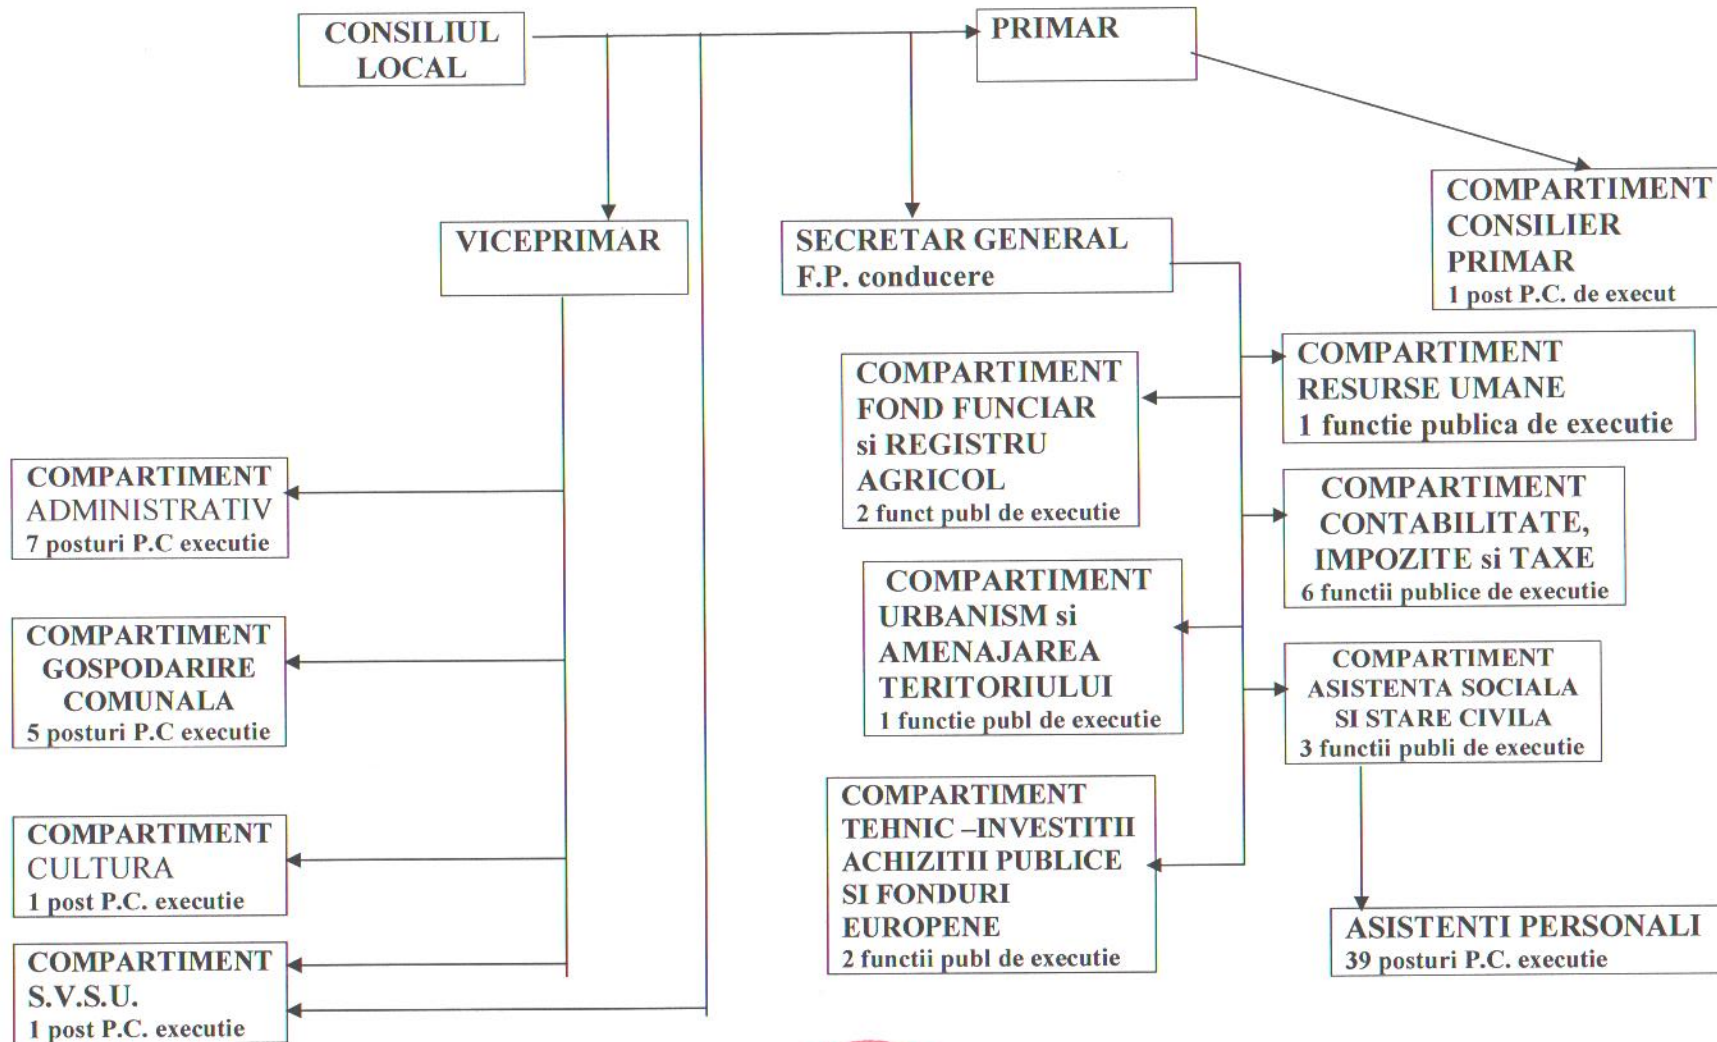 CONSILIUL
LOCAL
PRIMAR
COMPARTIMENT
CONSILIER
PRIMAR
1 post P.C. de execut
VICEPRIMAR
SECRETAR GENERAL
F.P. conducere
COMPARTIMENT
FOND FUNCIAR
si REGISTRU
AGRICOL
2 funct publ de executie
COMPARTIMENT
RESURSE UMANE
1 functie publica de executie
COMPARTIMENT
ADMINISTRATIV
7 posturi P.C executie
COMPARTIMENT
CONTABILITATE,
IMPOZITE si TAXE
6 functii publice de executie
COMPARTIMENT
URBANISM si
AMENAJAREA
TERITORIULUI
1 functie publ de executie
COMPARTIMENT
GOSPODARIRE
COMUNALA
5 posturi P.C executie
COMPARTIMENT
ASISTENTA SOCIALA
SI STARE CIVILA
3 functii publi de executie
COMPARTIMENT
TEHNIC –INVESTITII
ACHIZITII PUBLICE
SI FONDURI
EUROPENE
2 functii publ de executie
COMPARTIMENT
CULTURA
1 post P.C. executie
ASISTENTI PERSONALI
39 posturi P.C. executie
COMPARTIMENT
S.V.S.U.
1 post P.C. executie